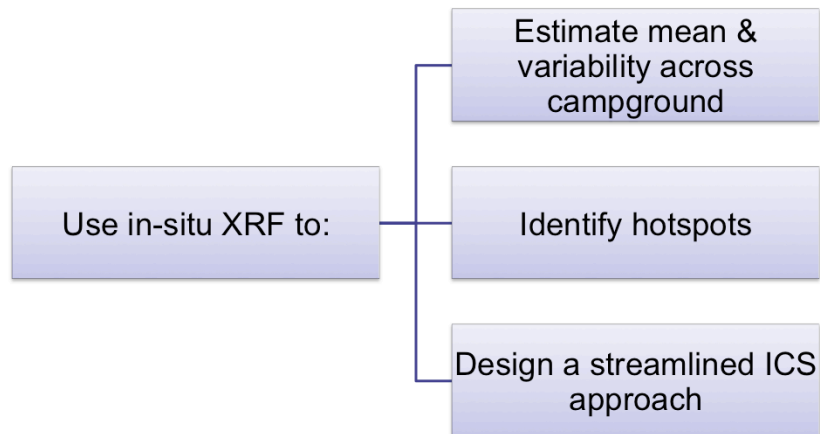 Use in-situ XRF to:
Estimate mean &
variability across
campground
Identify hotspots
Design a streamlined ICS
approach